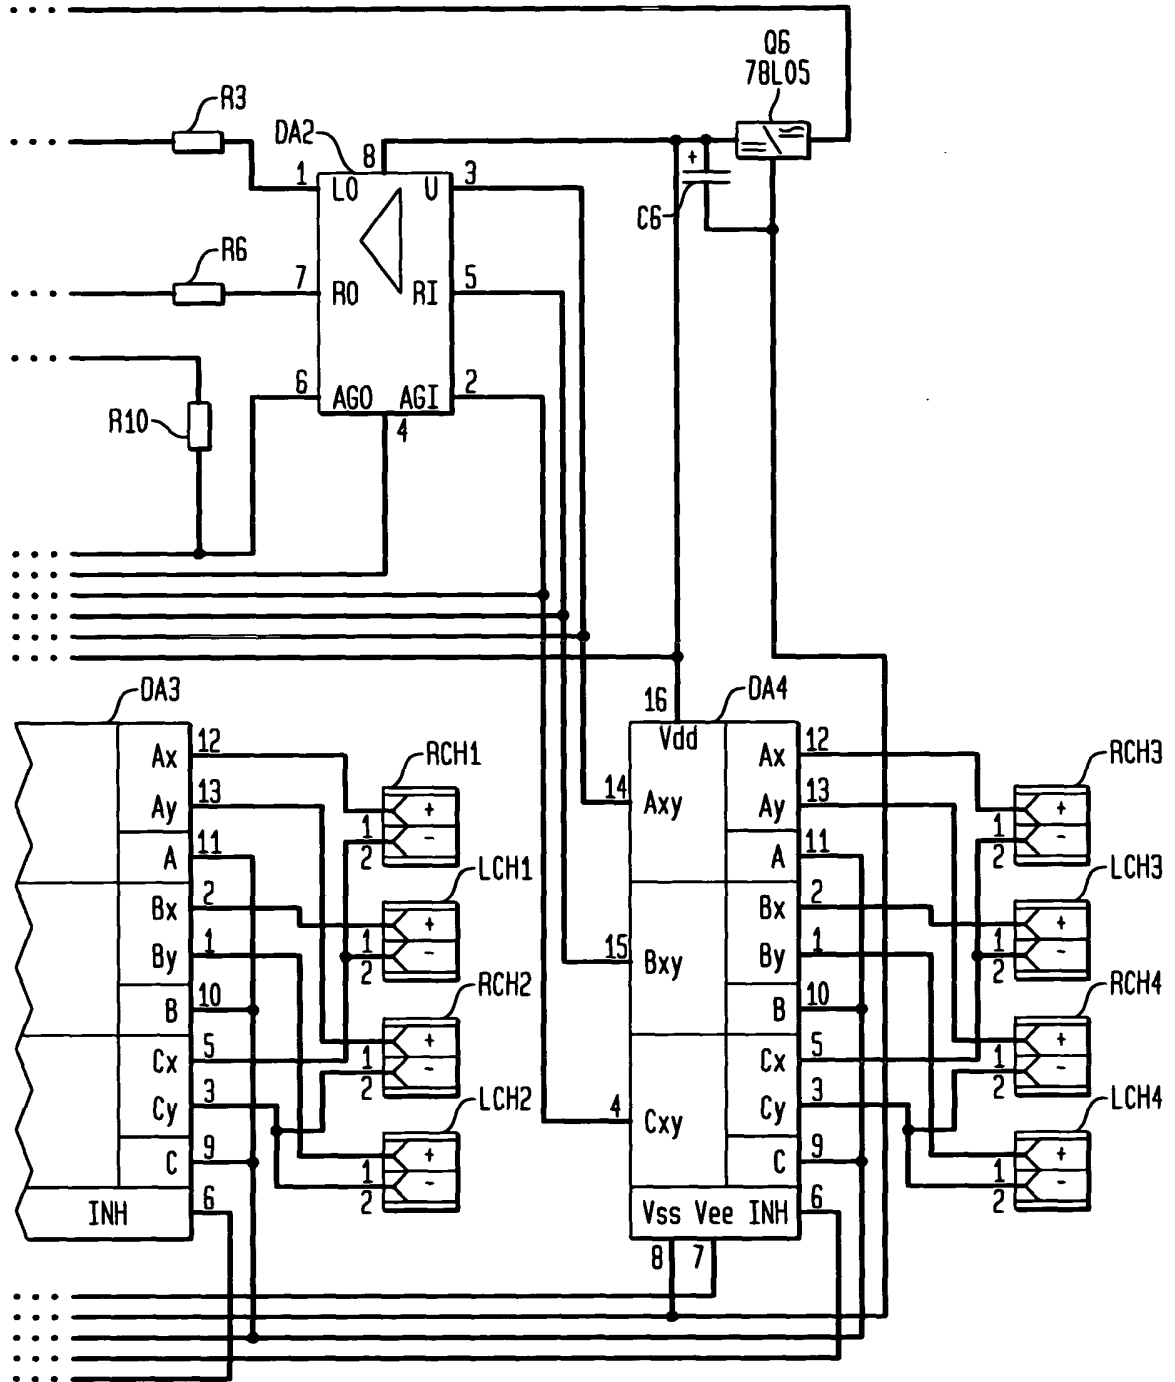 Q6
78L05
R3
DA2
8
1 LO U 3
+
C6
R6
7 RO RI 5
6 AGO AGI 2
R10
4
DA3
16 DA4
Vdd
Ax 12
RCH1
Ay 13
+
1
-
2
A 11
LCH1
Bx 2
+
By 1
1
-
2
RCH2
B 10
Cx 5
+
1
-
2
Cy 3
LCH2
C 9
+
1
-
2
INH 6
14 Axy
Ax 12
RCH3
Ay 13
+
1
-
2
A 11
LCH3
Bx 2
+
15 Bxy
By 1
1
-
2
RCH4
B 10
Cx 5
+
1
-
2
4 Cxy
Cy 3
LCH4
C 9
+
1
-
2
Vss Vee INH 6
8 7